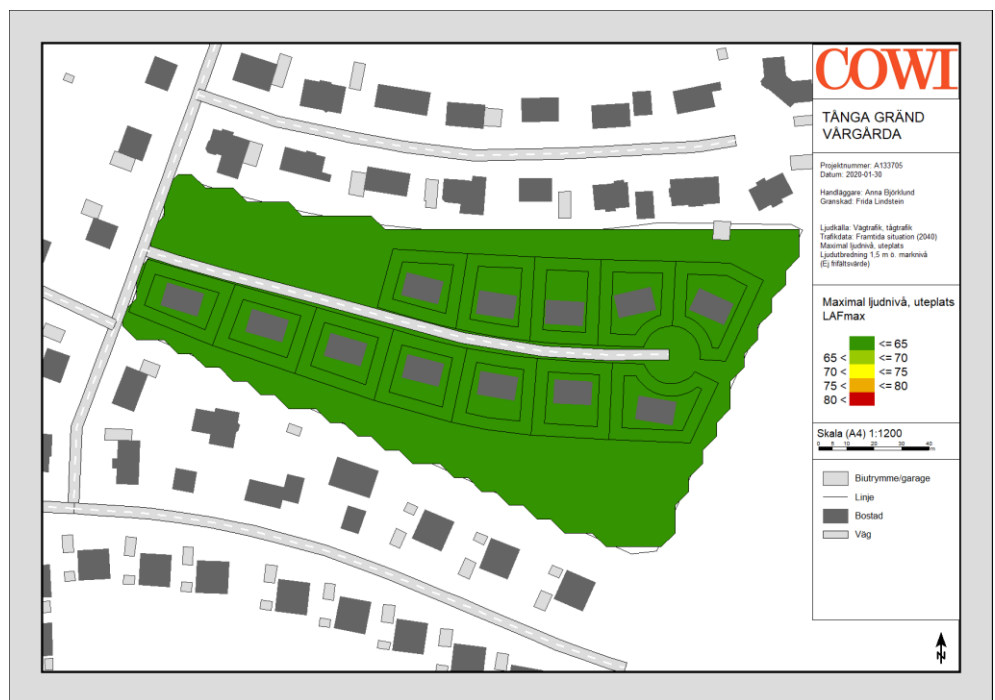 COWI
TÅNGA GRÄND
VÅRGÅRDA
Projektnummer: A133705
Datum: 2020-01-30
Handläggare: Anna Björklund
Granskad: Frida Lindstein
Ljudkälla: Vägtrafik, tågtrafik
Trafikdata: Framtida situation (2040)
Maximal ljudnivå, uteplats
Ljudutbredning 1,5 m ö. marknivå
(Ej frifältsvärde)
Maximal ljudnivå, uteplats
LAFmax
<= 65
65 < <= 70
70 < <= 75
75 < <= 80
80 <
Skala (A4) 1:1200
0 5 10 20 30 40
m
Biutrymme/garage
Linje
Bostad
Väg
N